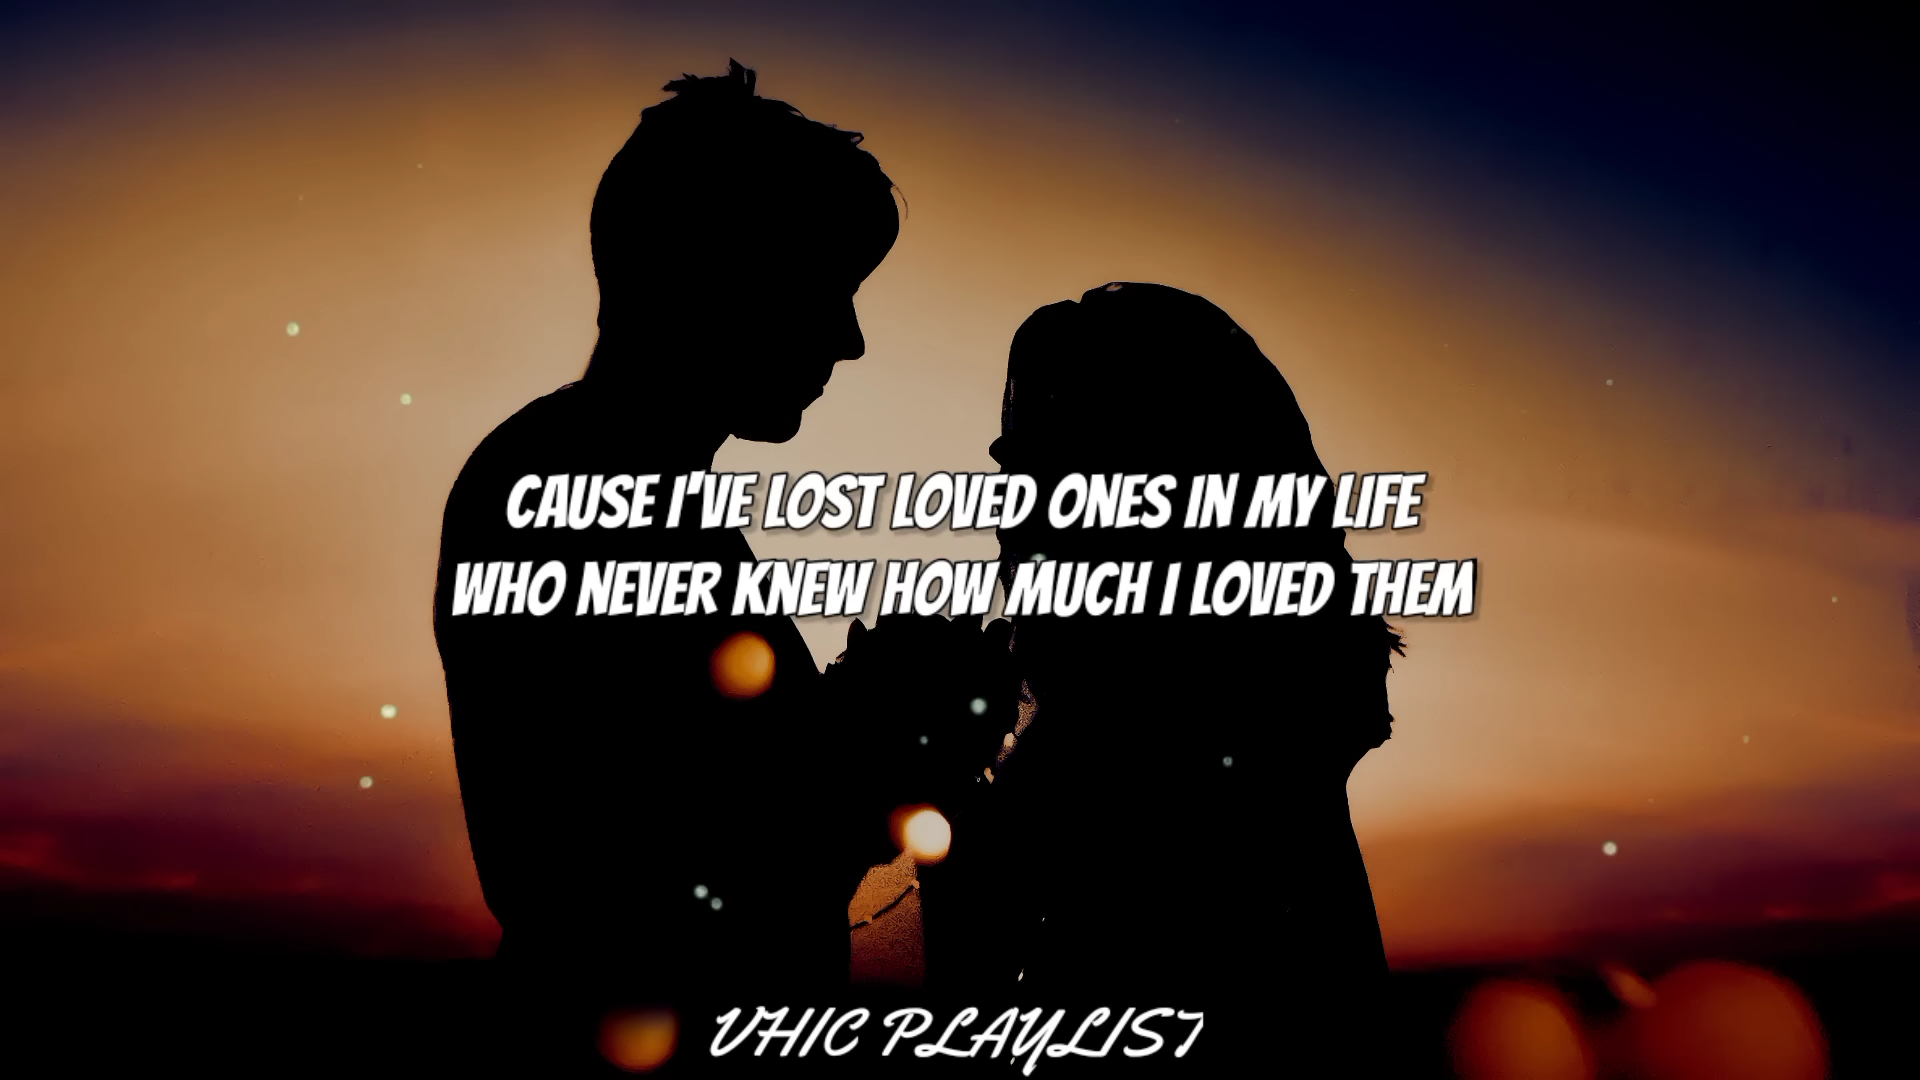 CAUSE I'VE LOST LOVED ONES IN MY LIFE
WHO NEVER KNEW HOW MUCH I LOVED THEM
VHIC PLAYLIST